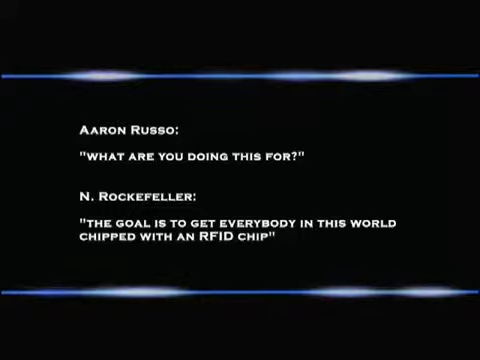 Aaron Russo:
"What are you doing this for?"
N. Rockefeller:
"The goal is to get everybody in this world
chipped with an RFID chip"